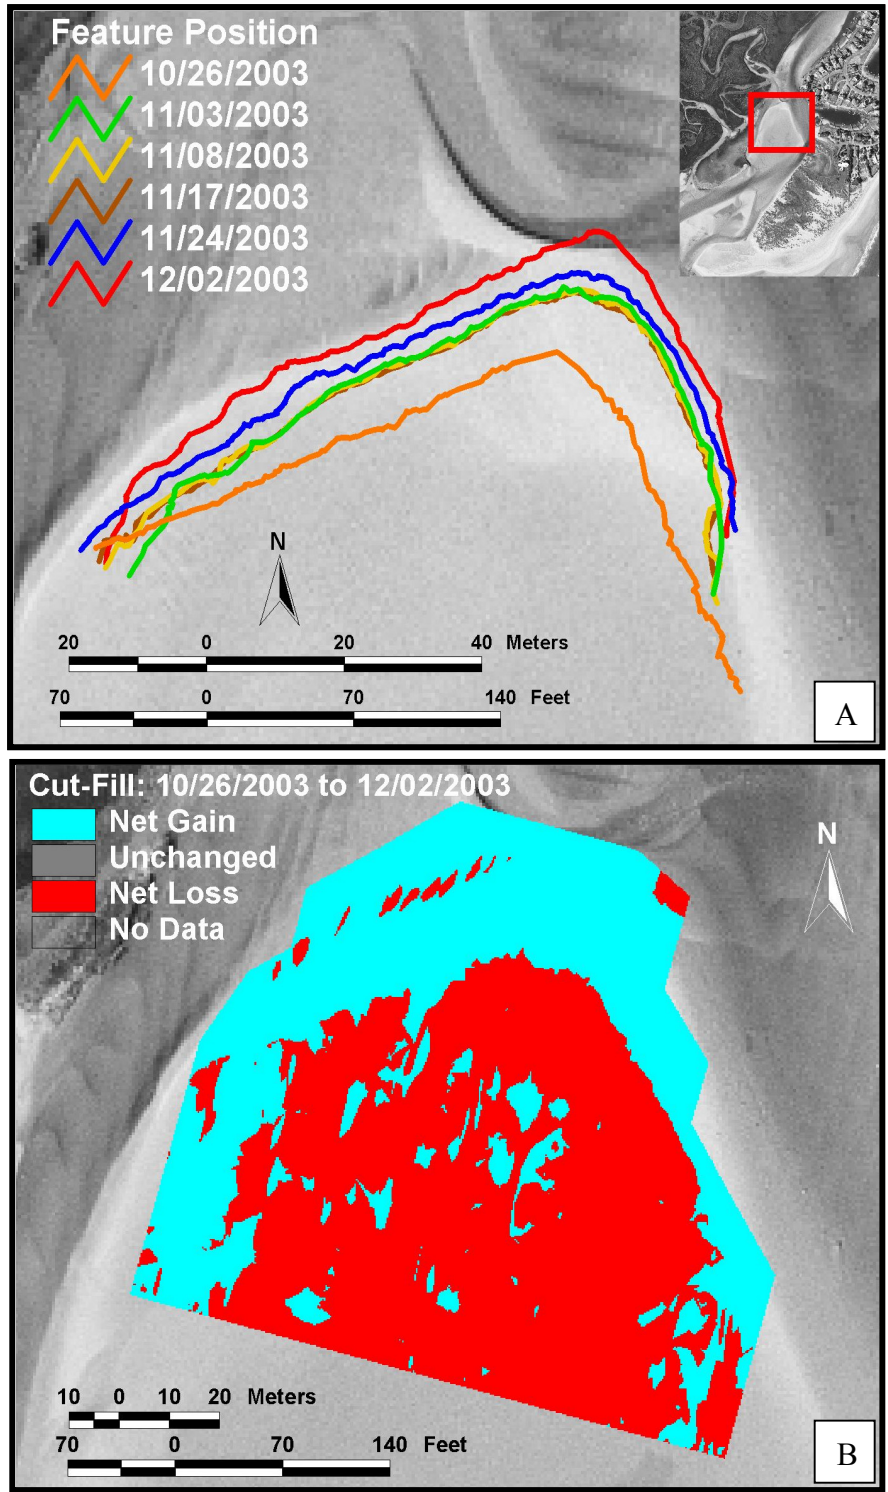 Feature Position
10/26/2003
11/03/2003
11/08/2003
11/17/2003
11/24/2003
12/02/2003
N
20 0 20 40 Meters
70 0 70 140 Feet
A
Cut-Fill: 10/26/2003 to 12/02/2003
Net Gain
Unchanged
Net Loss
No Data
N
10 0 10 20 Meters
70 0 70 140 Feet
B